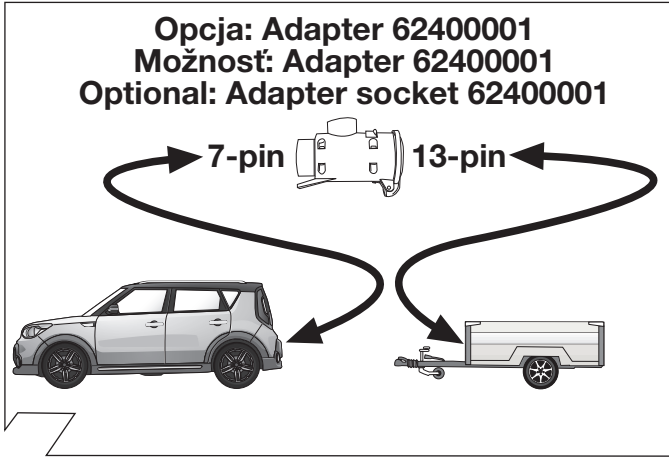 Opcja: Adapter 62400001
Možnosť: Adapter 62400001
Optional: Adapter socket 62400001
7-pin 13-pin